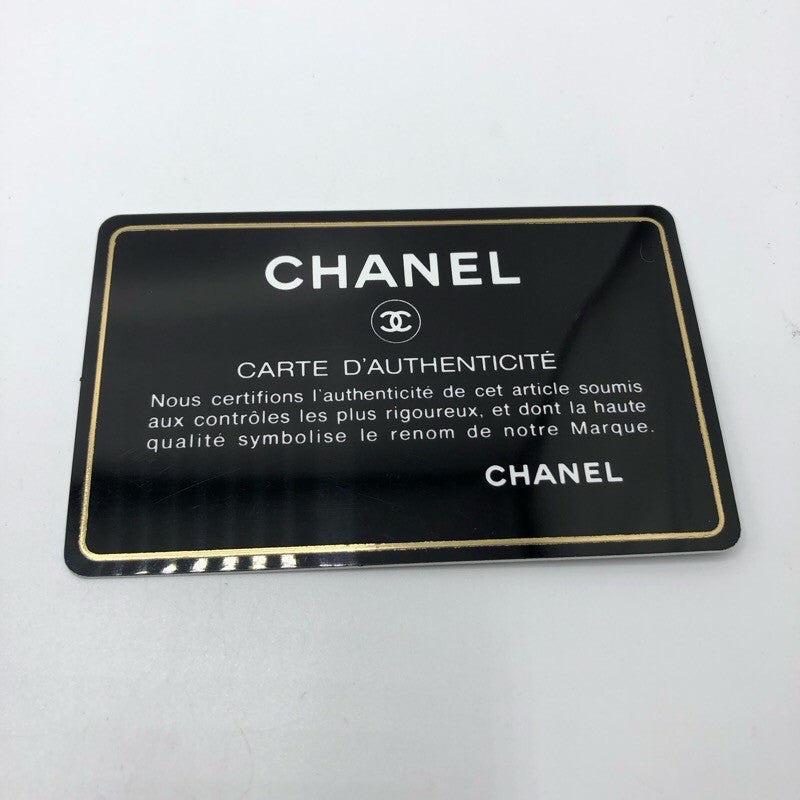 CHANEL
CARTE D'AUTHENTICITÉ
Nous certifions l'authenticité de cet article soumis
aux contrôles les plus rigoureux, et dont la haute
qualité symbolise le renom de notre Marque.
CHANEL